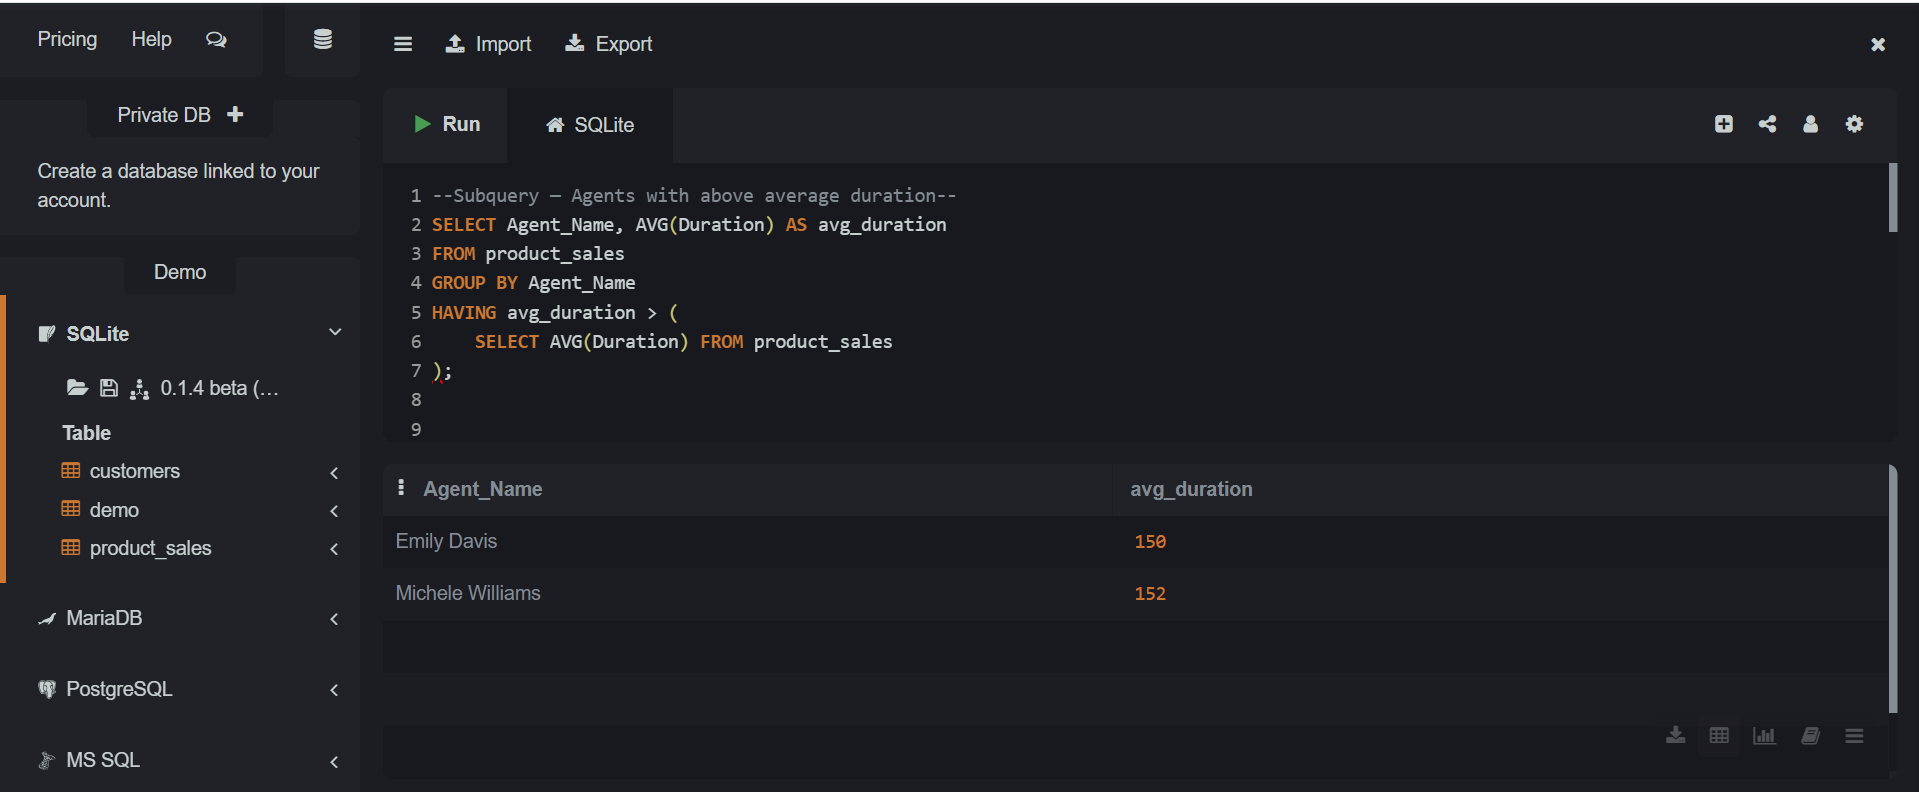 Pricing Help
Import Export
Private DB
Create a database linked to your
account.
Demo
SQLite
0.1.4 beta (...
Table
customers
demo
product_sales
MariaDB
PostgreSQL
MS SQL
Run SQLite
1 --Subquery — Agents with above average duration--
2 SELECT Agent_Name, AVG(Duration) AS avg_duration
3 FROM product_sales
4 GROUP BY Agent_Name
5 HAVING avg_duration > (
6     SELECT AVG(Duration) FROM product_sales
7 );
8
9
Agent_Name avg_duration
Emily Davis 150
Michele Williams 152